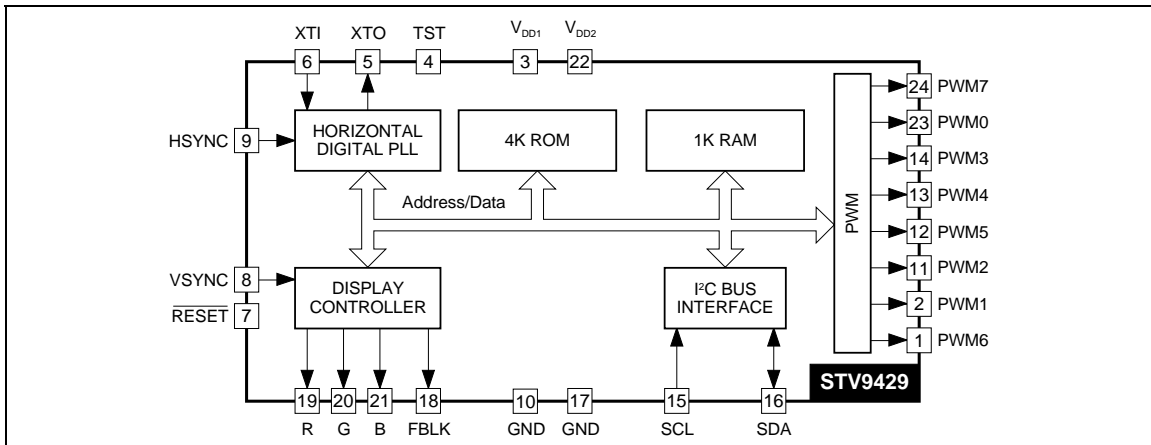 XTI XTO TST VDD1 VDD2
6 5 4 3 22
HSYNC 9
HORIZONTAL
DIGITAL PLL
4K ROM
1K RAM
Address/Data
VSYNC 8
RESET 7
DISPLAY
CONTROLLER
I²C BUS
INTERFACE
PWM
24 PWM7
23 PWM0
14 PWM3
13 PWM4
12 PWM5
11 PWM2
2 PWM1
1 PWM6
STV9429
19 20 21 18 10 17 15 16
R G B FBLK GND GND SCL SDA